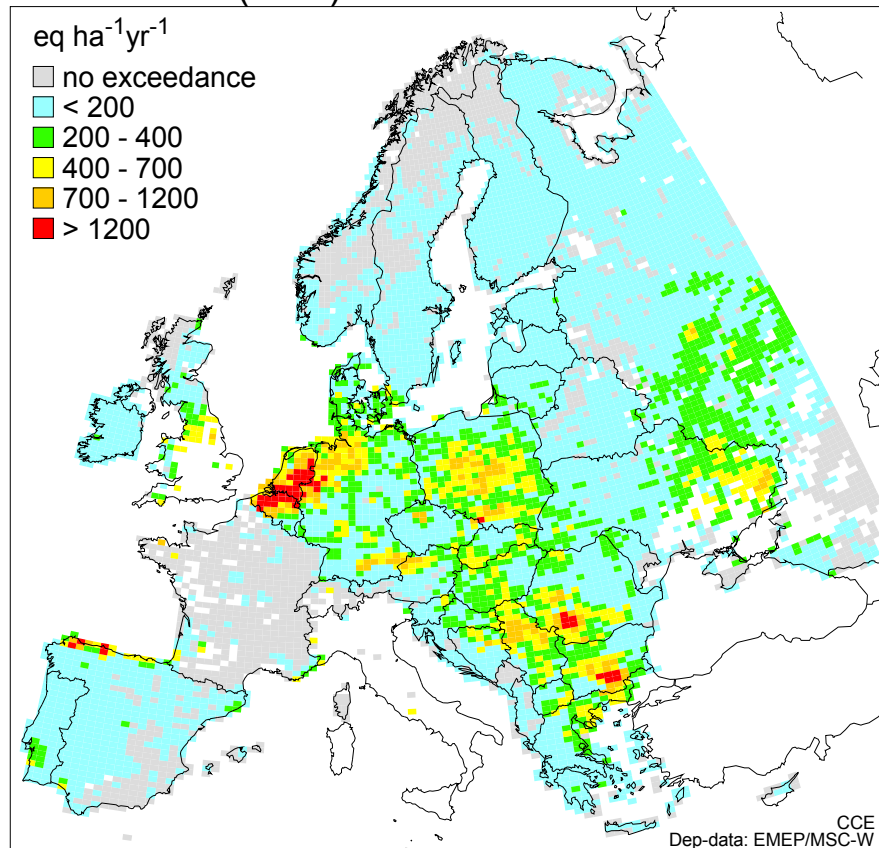 eq ha⁻¹yr⁻¹
no exceedance
< 200
200 - 400
400 - 700
700 - 1200
> 1200
CCE
Dep-data: EMEP/MSC-W